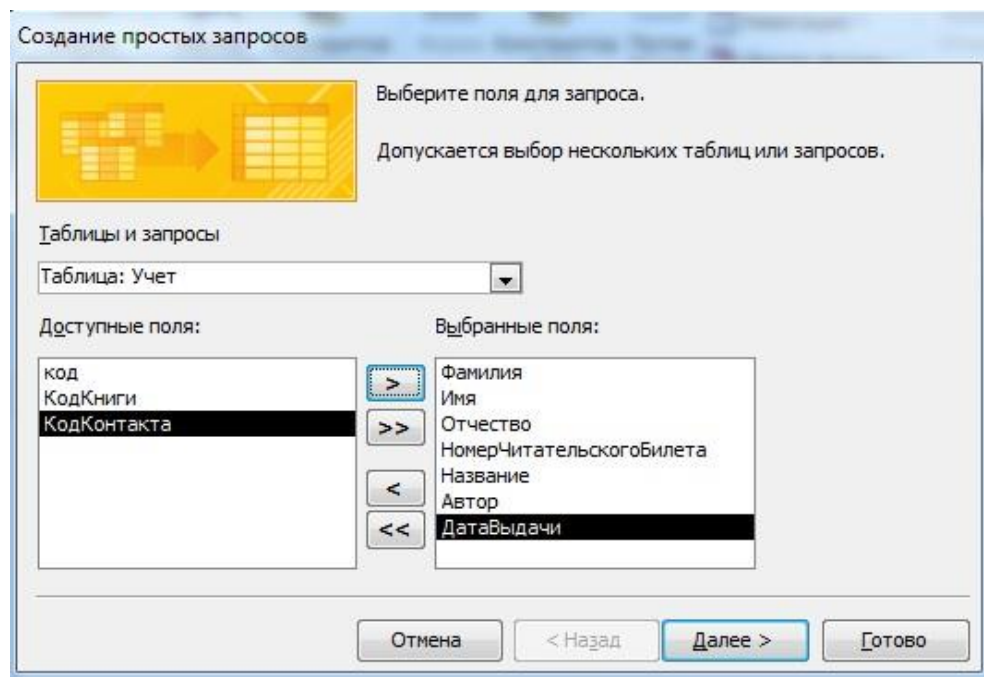 Создание простых запросов
Выберите поля для запроса.
Допускается выбор нескольких таблиц или запросов.
Таблицы и запросы
Таблица: Учет
Доступные поля:
код
КодКниги
КодКонтакта
>
>>
<
<<
Выбранные поля:
Фамилия
Имя
Отчество
НомерЧитательскогоБилета
Название
Автор
ДатаВыдачи
Отмена
< Назад
Далее >
Готово